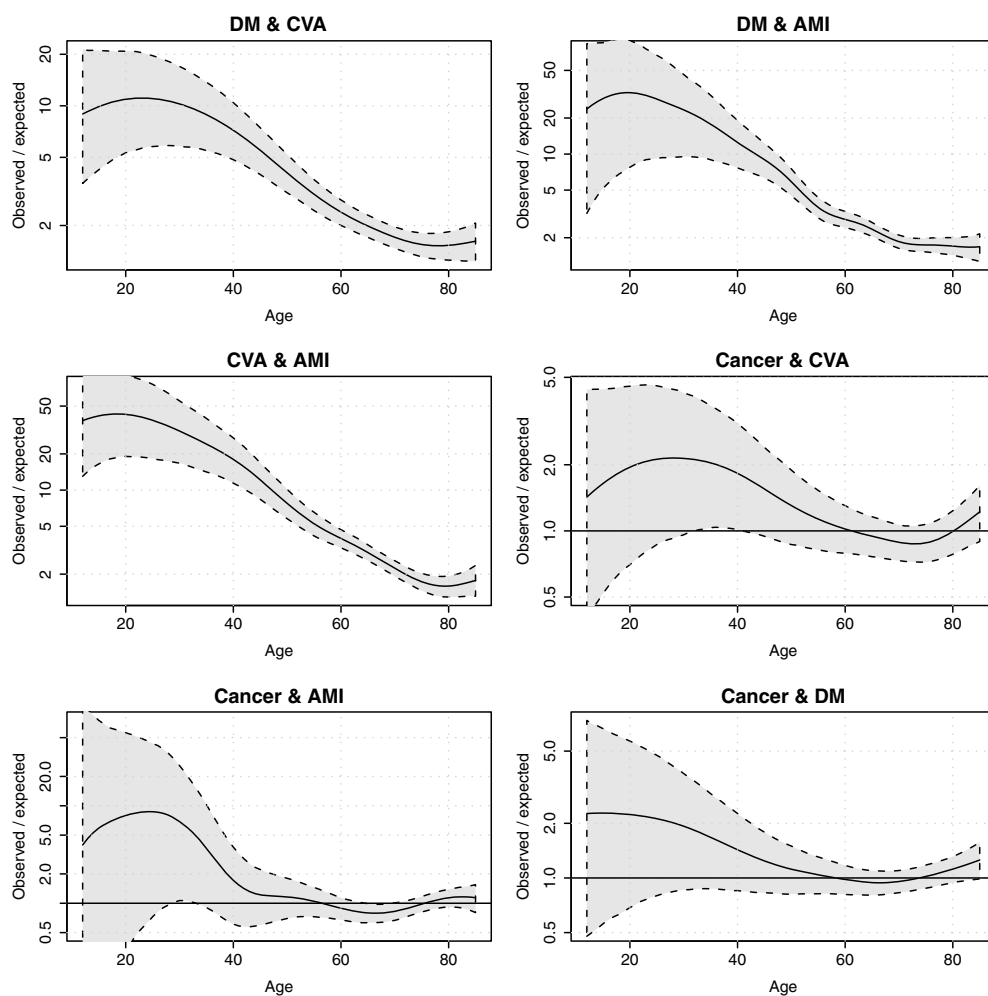 DM & CVA
Observed / expected
20
10
5
2
20 40 60 80
Age
DM & AMI
Observed / expected
50
20
10
5
2
20 40 60 80
Age
CVA & AMI
Observed / expected
50
20
10
5
2
20 40 60 80
Age
Cancer & CVA
Observed / expected
5.0
2.0
1.0
0.5
20 40 60 80
Age
Cancer & AMI
Observed / expected
20.0
5.0
2.0
0.5
20 40 60 80
Age
Cancer & DM
Observed / expected
5.0
2.0
1.0
0.5
20 40 60 80
Age